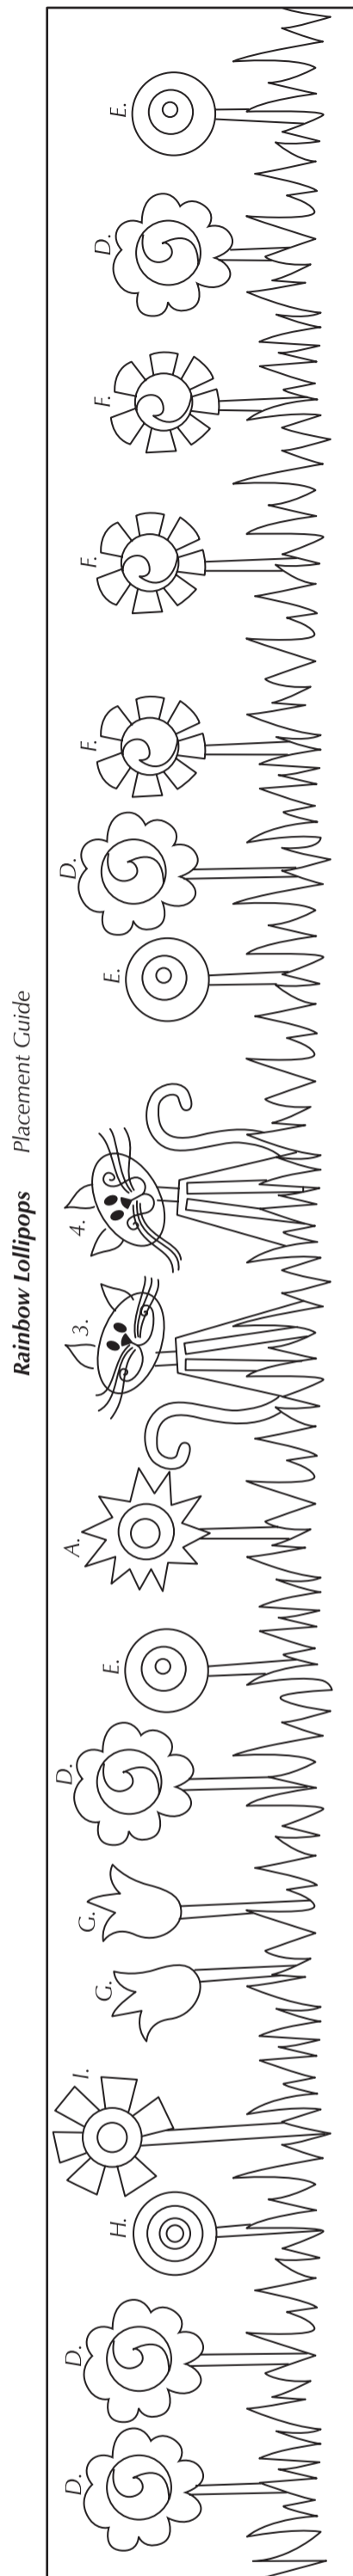 Rainbow Lollipops Placement Guide
D.
D.
H.
I.
G.
G.
D.
E.
A.
3.
4.
E.
D.
F.
F.
F.
D.
E.